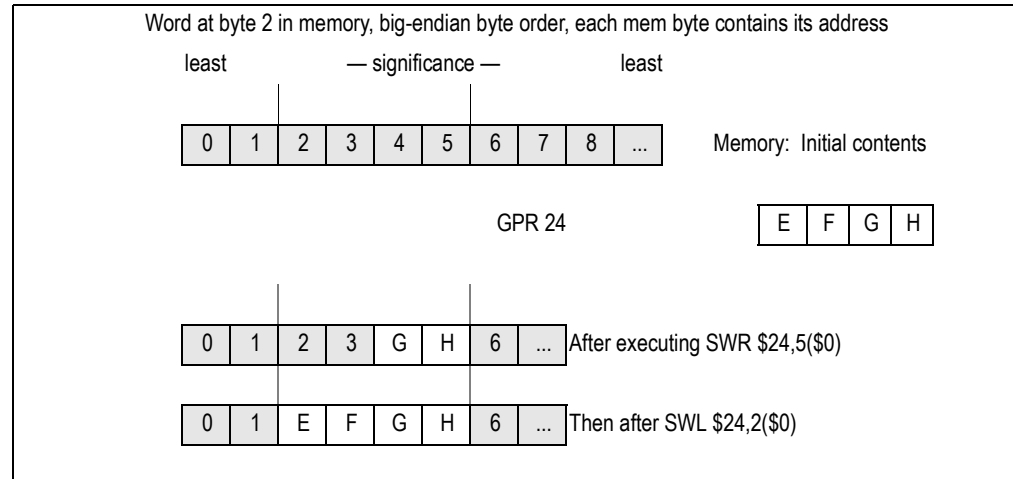 Word at byte 2 in memory, big-endian byte order, each mem byte contains its address
least — significance — least
0 1 2 3 4 5 6 7 8 ... Memory: Initial contents
GPR 24 E F G H
0 1 2 3 G H 6 ... After executing SWR $24,5($0)
0 1 E F G H 6 ... Then after SWL $24,2($0)